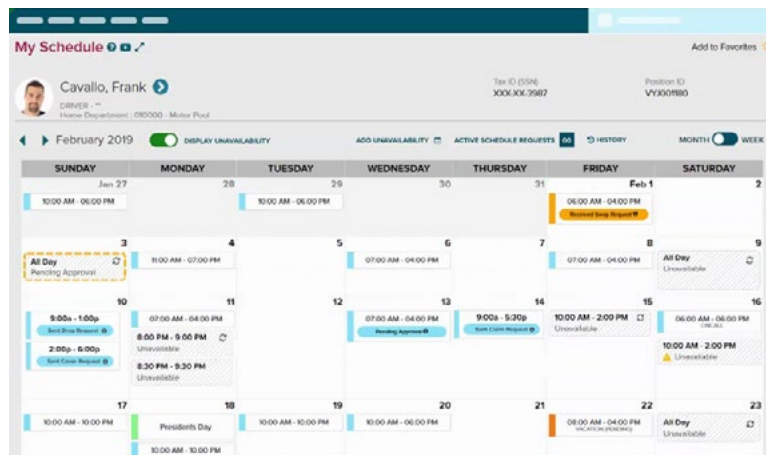 My Schedule
Add to Favorites
Cavallo, Frank
Tax ID (SSN)
Position ID
DRIVER - **
XXX-XX-3987
VYJ001180
Home Department : 010000 - Motor Pool
February 2019 DISPLAY UNAVAILABILITY ADD UNAVAILABILITY ACTIVE SCHEDULE REQUESTS HISTORY MONTH WEEK
SUNDAY MONDAY TUESDAY WEDNESDAY THURSDAY FRIDAY SATURDAY
Jan 27 28 29 30 31 Feb 1 2
10:00 AM - 06:00 PM 10:00 AM - 06:00 PM 06:00 AM - 04:00 PM
Received Swap Request
3 4 5 6 7 8 9
All Day 11:00 AM - 07:00 PM 07:00 AM - 04:00 PM 07:00 AM - 04:00 PM All Day
Pending Approval Unavailable
10 11 12 13 14 15 16
9:00a - 1:00p 07:00 AM - 04:00 PM 07:00 AM - 04:00 PM 9:00a - 5:30p 10:00 AM - 2:00 PM 06:00 AM - 06:00 PM
Sent Drop Request Pending Approval Sent Claim Request Unavailable ONCALL
8:00 PM - 9:00 PM
2:00p - 6:00p Unavailable 10:00 AM - 2:00 PM
Sent Cover Request Unavailable
8:30 PM - 9:30 PM
Unavailable
17 18 19 20 21 22 23
10:00 AM - 10:00 PM Presidents Day 10:00 AM - 10:00 PM 10:00 AM - 06:00 PM 08:00 AM - 04:00 PM All Day
VACATION (PENDING) Unavailable
10:00 AM - 10:00 PM